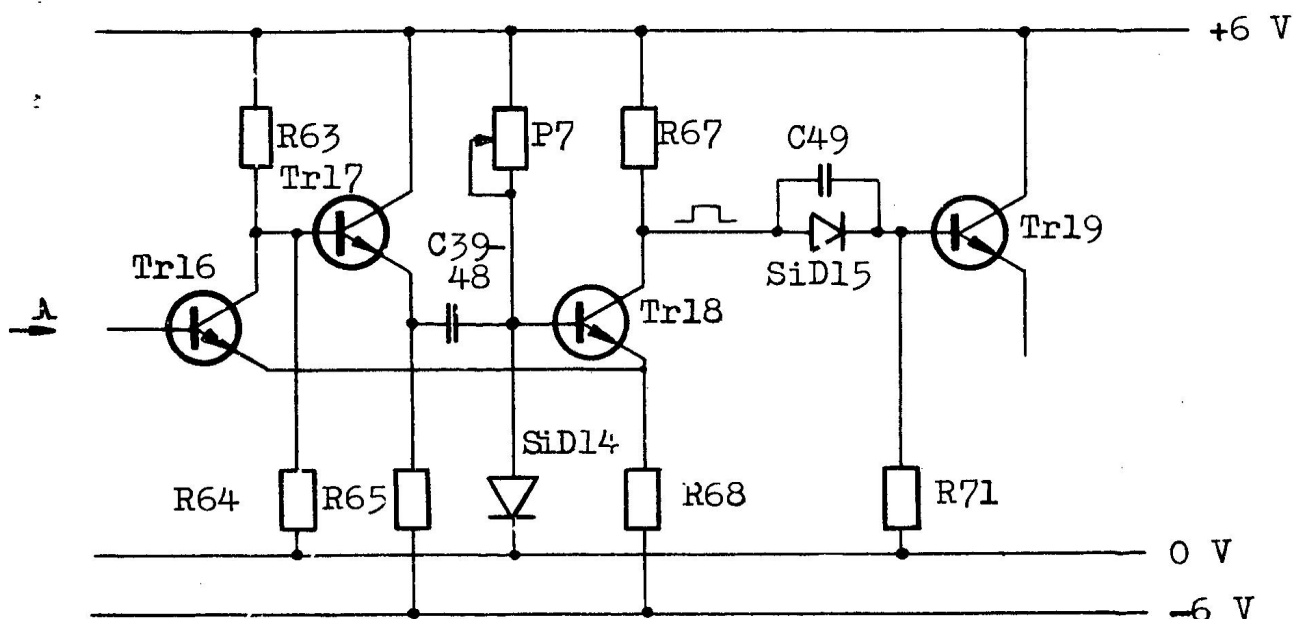 +6 V
R63
P7
R67
C49
Tr17
C39-
48
Tr19
Tr16
SiD15
Tr18
SiD14
R64
R65
R68
R71
0 V
-6 V